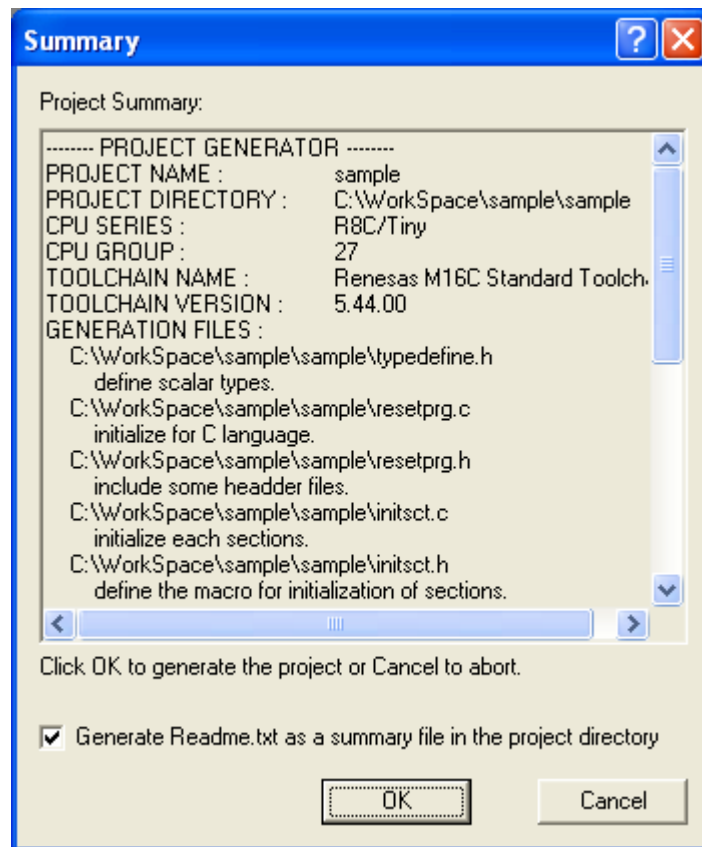 Summary
Project Summary:
-------- PROJECT GENERATOR --------
PROJECT NAME : sample
PROJECT DIRECTORY : C:\WorkSpace\sample\sample
CPU SERIES : R8C/Tiny
CPU GROUP : 27
TOOLCHAIN NAME : Renesas M16C Standard Toolch
TOOLCHAIN VERSION : 5.44.00
GENERATION FILES :
C:\WorkSpace\sample\sample\typedefine.h
define scalar types.
C:\WorkSpace\sample\sample\resetprg.c
initialize for C language.
C:\WorkSpace\sample\sample\resetprg.h
include some headder files.
C:\WorkSpace\sample\sample\initsct.c
initialize each sections.
C:\WorkSpace\sample\sample\initsct.h
define the macro for initialization of sections.
Click OK to generate the project or Cancel to abort.
Generate Readme.txt as a summary file in the project directory
OK Cancel